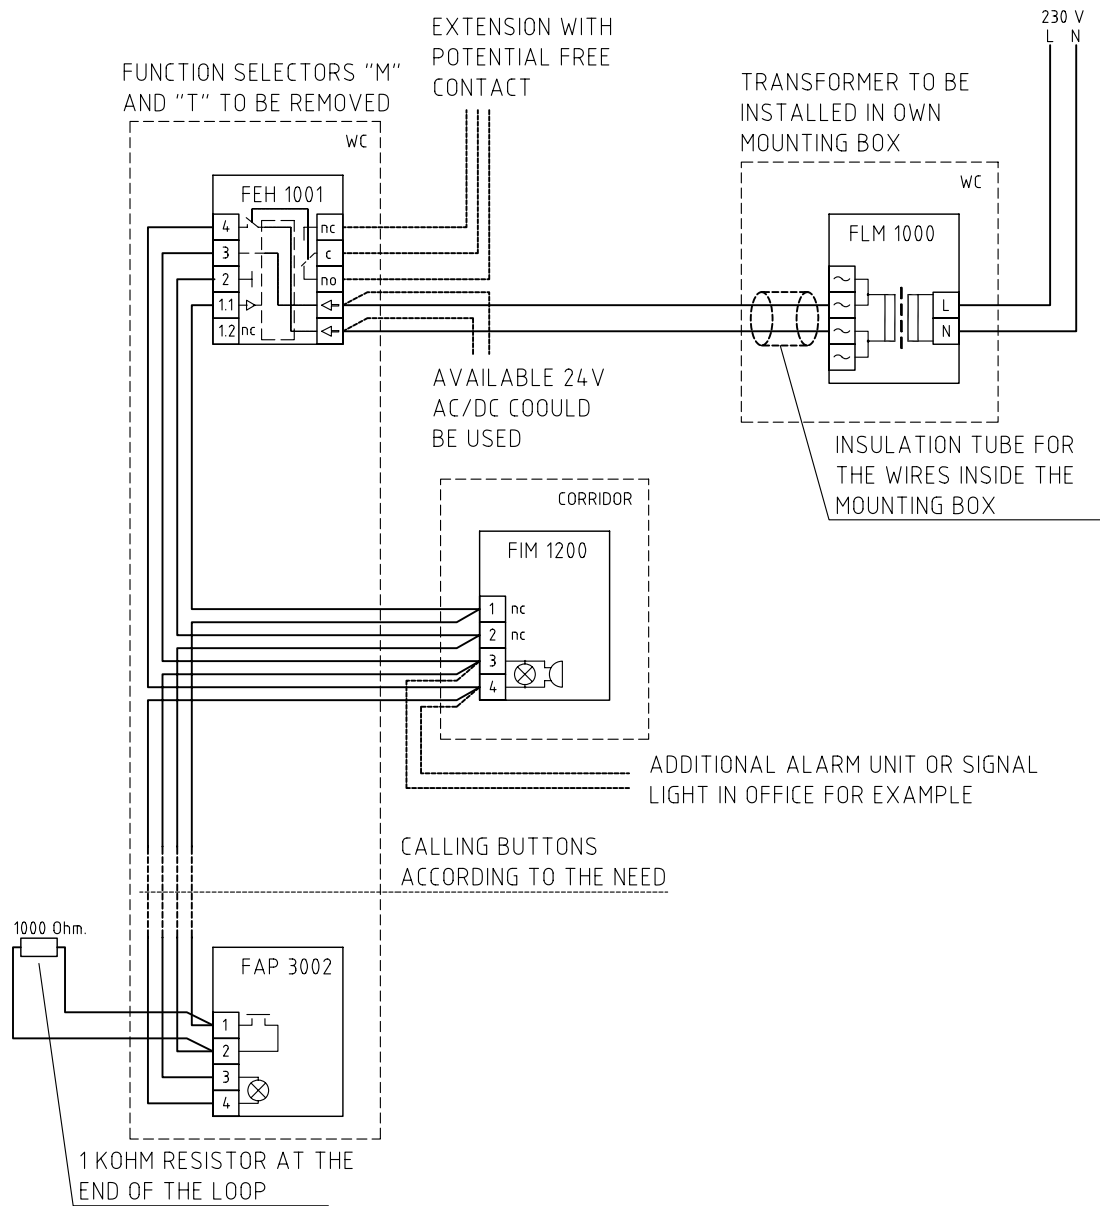 EXTENSION WITH
POTENTIAL FREE
CONTACT
230 V
L N
FUNCTION SELECTORS "M"
AND "T" TO BE REMOVED
TRANSFORMER TO BE
INSTALLED IN OWN
MOUNTING BOX
WC
WC
FEH 1001
4
3
2
1.1
1.2 nc
nc
c
no
FLM 1000
L
N
AVAILABLE 24V
AC/DC COOULD
BE USED
INSULATION TUBE FOR
THE WIRES INSIDE THE
MOUNTING BOX
CORRIDOR
FIM 1200
1 nc
2 nc
3
4
ADDITIONAL ALARM UNIT OR SIGNAL
LIGHT IN OFFICE FOR EXAMPLE
CALLING BUTTONS
ACCORDING TO THE NEED
1000 Ohm.
FAP 3002
1
2
3
4
1 KOHM RESISTOR AT THE
END OF THE LOOP